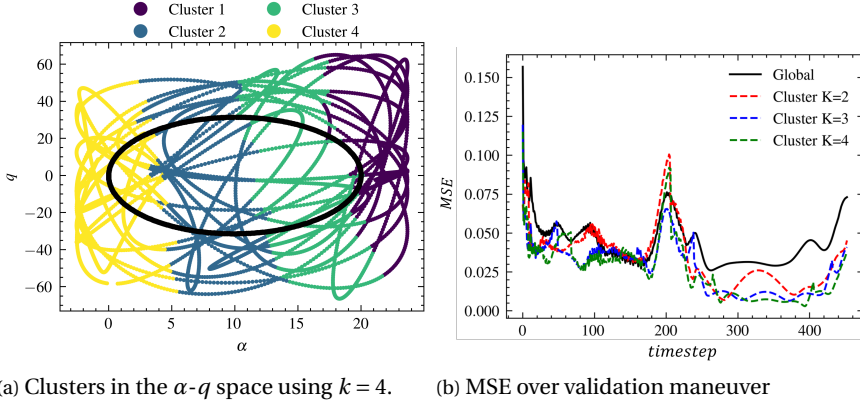 Cluster 1
Cluster 2
Cluster 3
Cluster 4
60
40
20
0
−20
−40
−60
q
0
5
10
15
20
α
(a) Clusters in the α-q space using k = 4.
Global
Cluster K=2
Cluster K=3
Cluster K=4
0.150
0.125
0.100
0.075
0.050
0.025
0.000
MSE
0
100
200
300
400
timestep
(b) MSE over validation maneuver